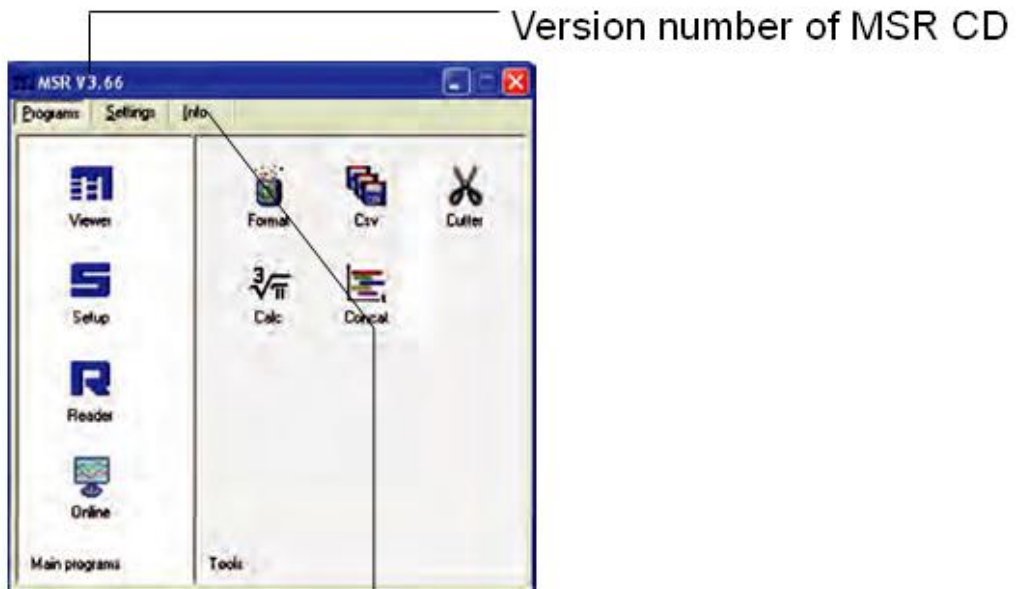 Version number of MSR CD
MSR V3.66
Programs Settings Info
Viewer
Format Csv Cutter
Setup
Calc Concat
Reader
Online
Main programs
Tools